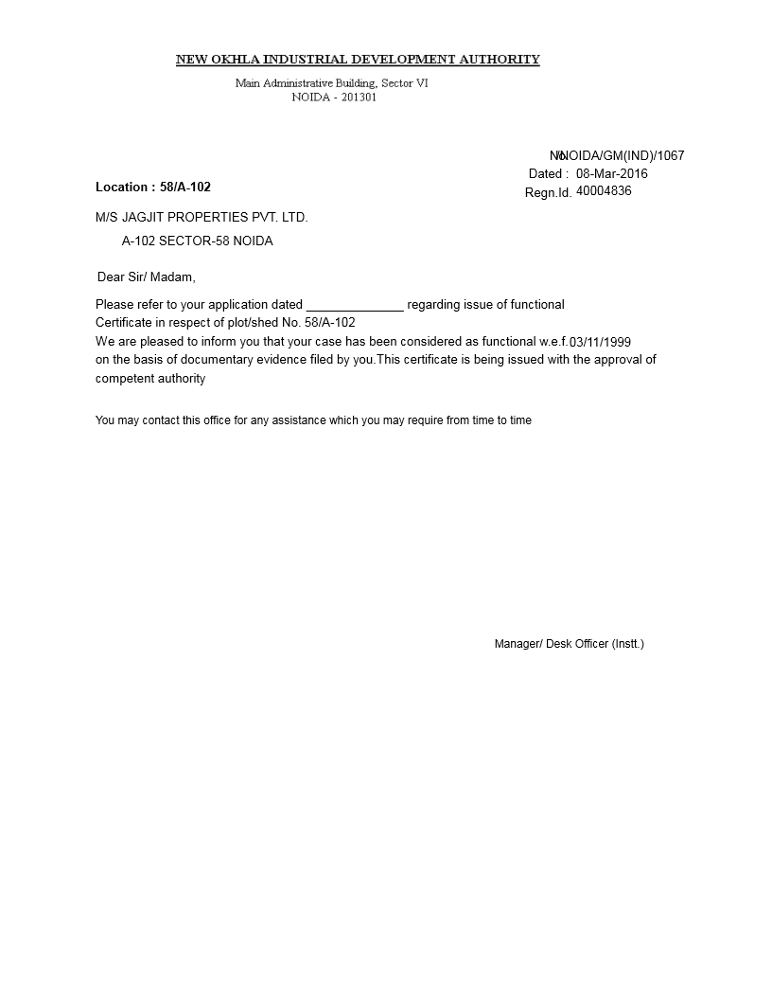 NEW OKHLA INDUSTRIAL DEVELOPMENT AUTHORITY
Main Administrative Building, Sector VI
NOIDA - 201301
No. NOIDA/GM(IND)/1067
Dated : 08-Mar-2016
Location : 58/A-102
Regn.Id. 40004836
M/S JAGJIT PROPERTIES PVT. LTD.
A-102 SECTOR-58 NOIDA
Dear Sir/ Madam,
Please refer to your application dated ______________ regarding issue of functional
Certificate in respect of plot/shed No. 58/A-102
We are pleased to inform you that your case has been considered as functional w.e.f.03/11/1999
on the basis of documentary evidence filed by you.This certificate is being issued with the approval of
competent authority
You may contact this office for any assistance which you may require from time to time
Manager/ Desk Officer (Instt.)